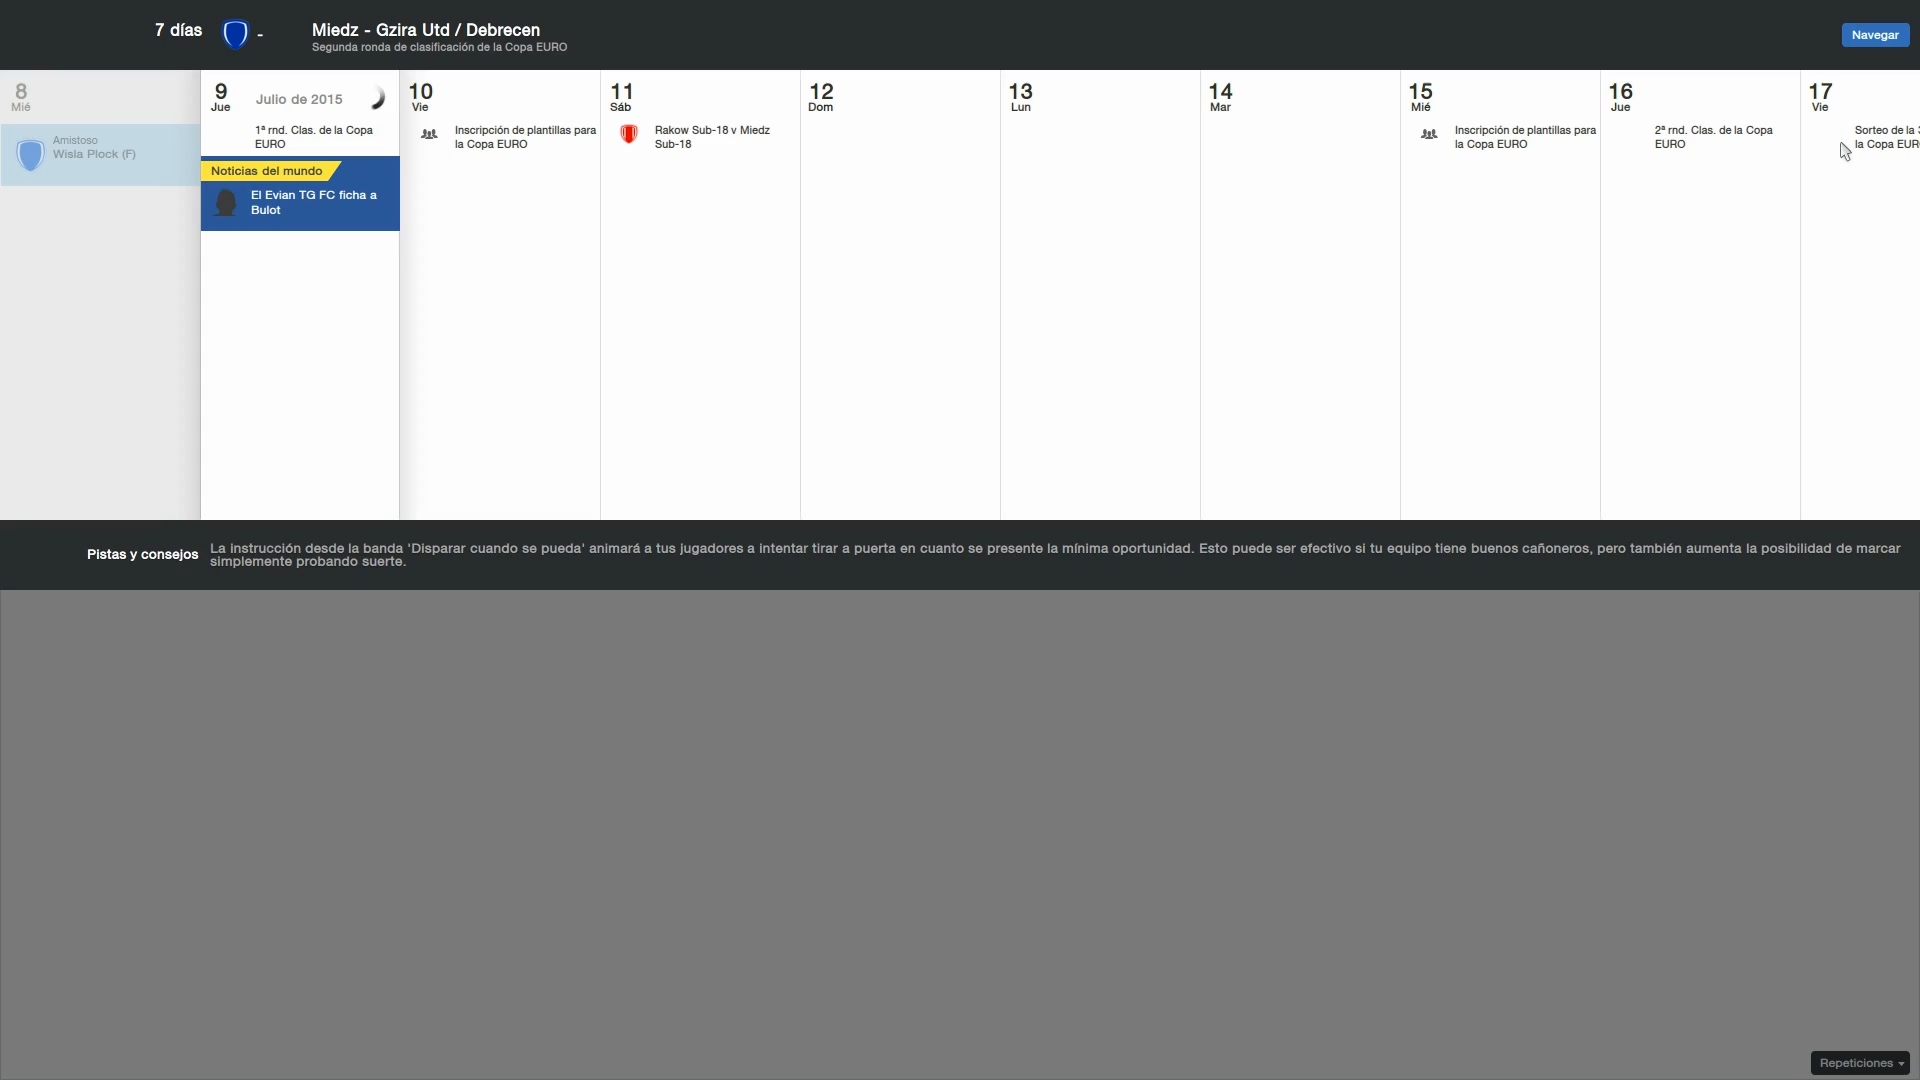 7 días
-
Miedz - Gzira Utd / Debrecen
Segunda ronda de clasificación de la Copa EURO
Navegar
8
Mié
Amistoso
Wisla Plock (F)
9
Jue
Julio de 2015
1ª rnd. Clas. de la Copa
EURO
Noticias del mundo
El Evian TG FC ficha a
Bulot
10
Vie
Inscripción de plantillas para
la Copa EURO
11
Sáb
Rakow Sub-18 v Miedz
Sub-18
12
Dom
13
Lun
14
Mar
15
Mié
Inscripción de plantillas para
la Copa EURO
16
Jue
2ª rnd. Clas. de la Copa
EURO
17
Vie
Sorteo de la
la Copa
Pistas y consejos
La instrucción desde la banda 'Disparar cuando se pueda' animará a tus jugadores a intentar tirar a puerta en cuanto se presente la mínima oportunidad. Esto puede ser efectivo si tu equipo tiene buenos cañoneros, pero también aumenta la posibilidad de marcar
simplemente probando suerte.
Repeticiones